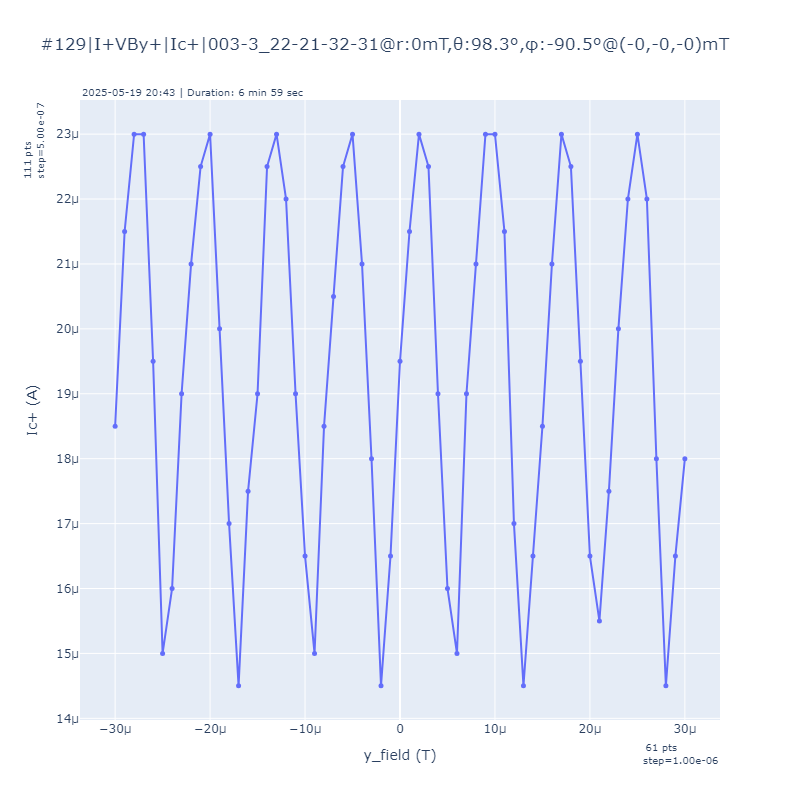 #129|I+VBy+|Ic+|003-3_22-21-32-31@r:0mT,θ:98.3º,φ:-90.5º@(-0,-0,-0)mT
2025-05-19 20:43 | Duration: 6 min 59 sec
111 pts
step=5.00e-07
23μ
22μ
21μ
20μ
19μ
18μ
17μ
16μ
15μ
14μ
Ic+ (A)
−30μ
−20μ
−10μ
0
10μ
20μ
30μ
y_field (T)
61 pts
step=1.00e-06